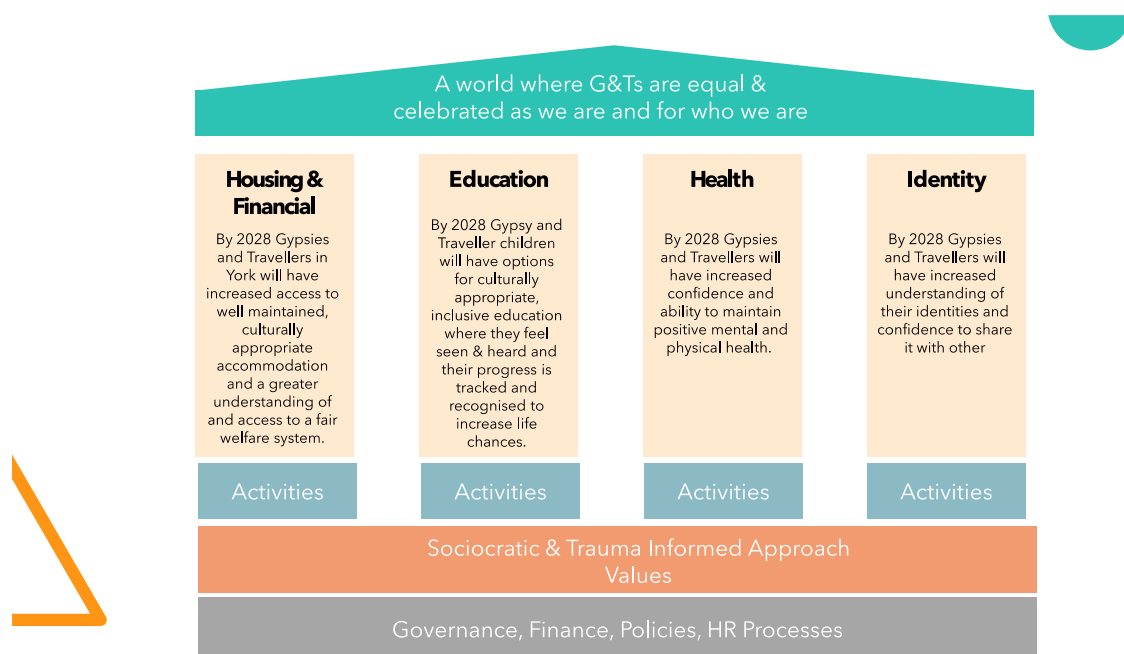 A world where G&Ts are equal &
celebrated as we are and for who we are
Housing &
Financial
By 2028 Gypsies
and Travellers in
York will have
increased access to
well maintained,
culturally
appropriate
accommodation
and a greater
understanding of
and access to a fair
welfare system.
Education
By 2028 Gypsy and
Traveller children
will have options
for culturally
appropriate,
inclusive education
where they feel
seen & heard and
their progress is
tracked and
recognised to
increase life
chances.
Health
By 2028 Gypsies
and Travellers will
have increased
confidence and
ability to maintain
positive mental and
physical health.
Identity
By 2028 Gypsies
and Travellers will
have increased
understanding of
their identities and
confidence to share
it with other
Activities
Activities
Activities
Activities
Sociocratic & Trauma Informed Approach
Values
Governance, Finance, Policies, HR Processes